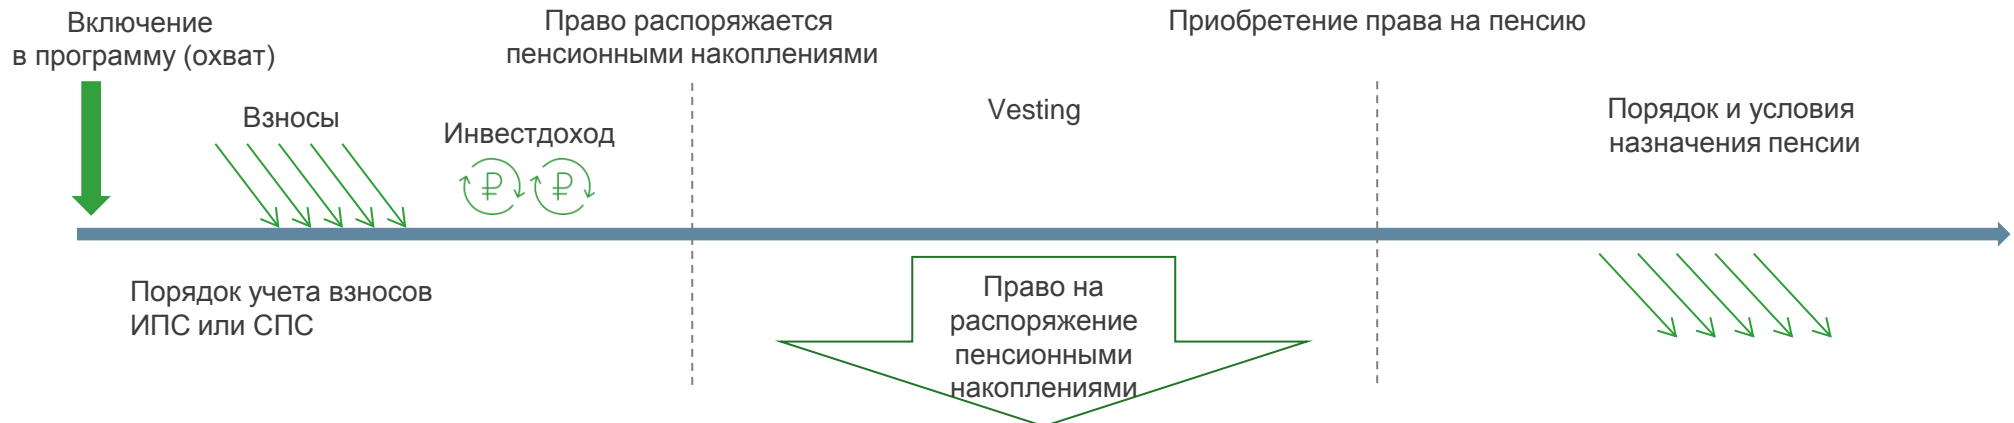 Включение
в программу (охват)
Право распоряжается
пенсионными накоплениями
Приобретение права на пенсию
Взносы
Инвестдоход
Vesting
Порядок и условия
назначения пенсии
Порядок учета взносов
ИПС или СПС
Право на
распоряжение
пенсионными
накоплениями